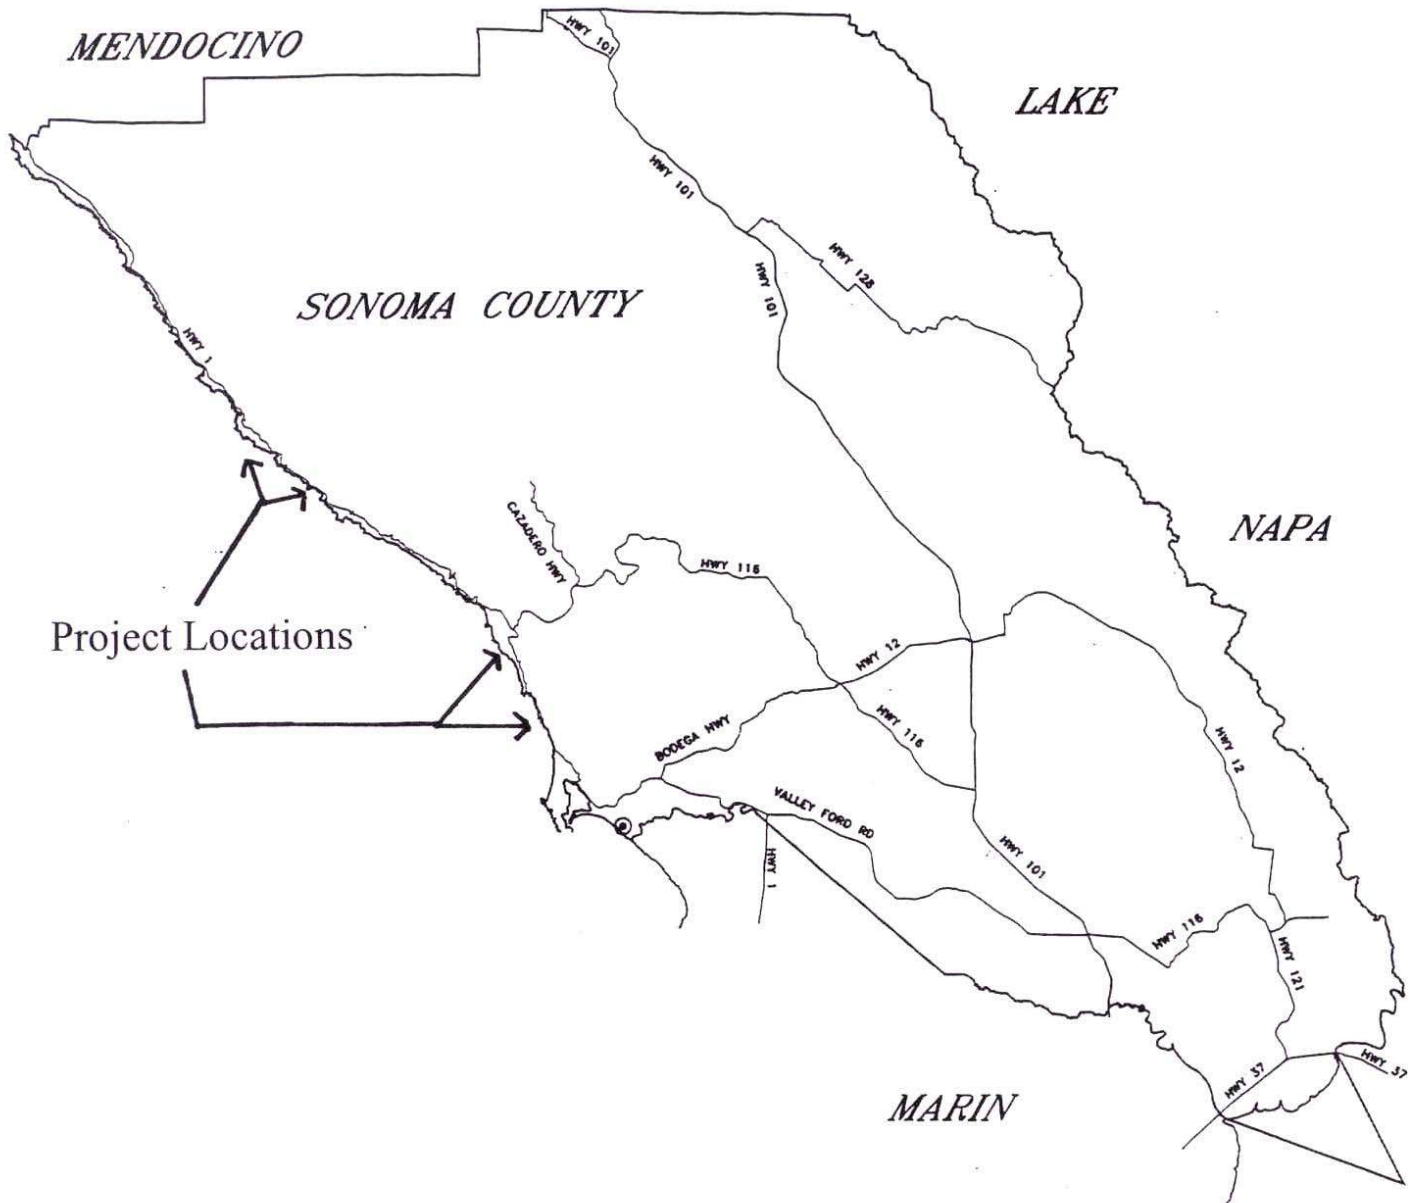 MENDOCINO
HWY 101
LAKE
HWY 101
HWY 128
HWY 101
SONOMA COUNTY
HWY 1
CAZADERO HWY
NAPA
HWY 116
Project Locations
HWY 12
BODEGA HWY
HWY 116
HWY 12
VALLEY FORD RD
HWY 1
HWY 101
HWY 116
HWY 121
HWY 37
HWY 37
MARIN